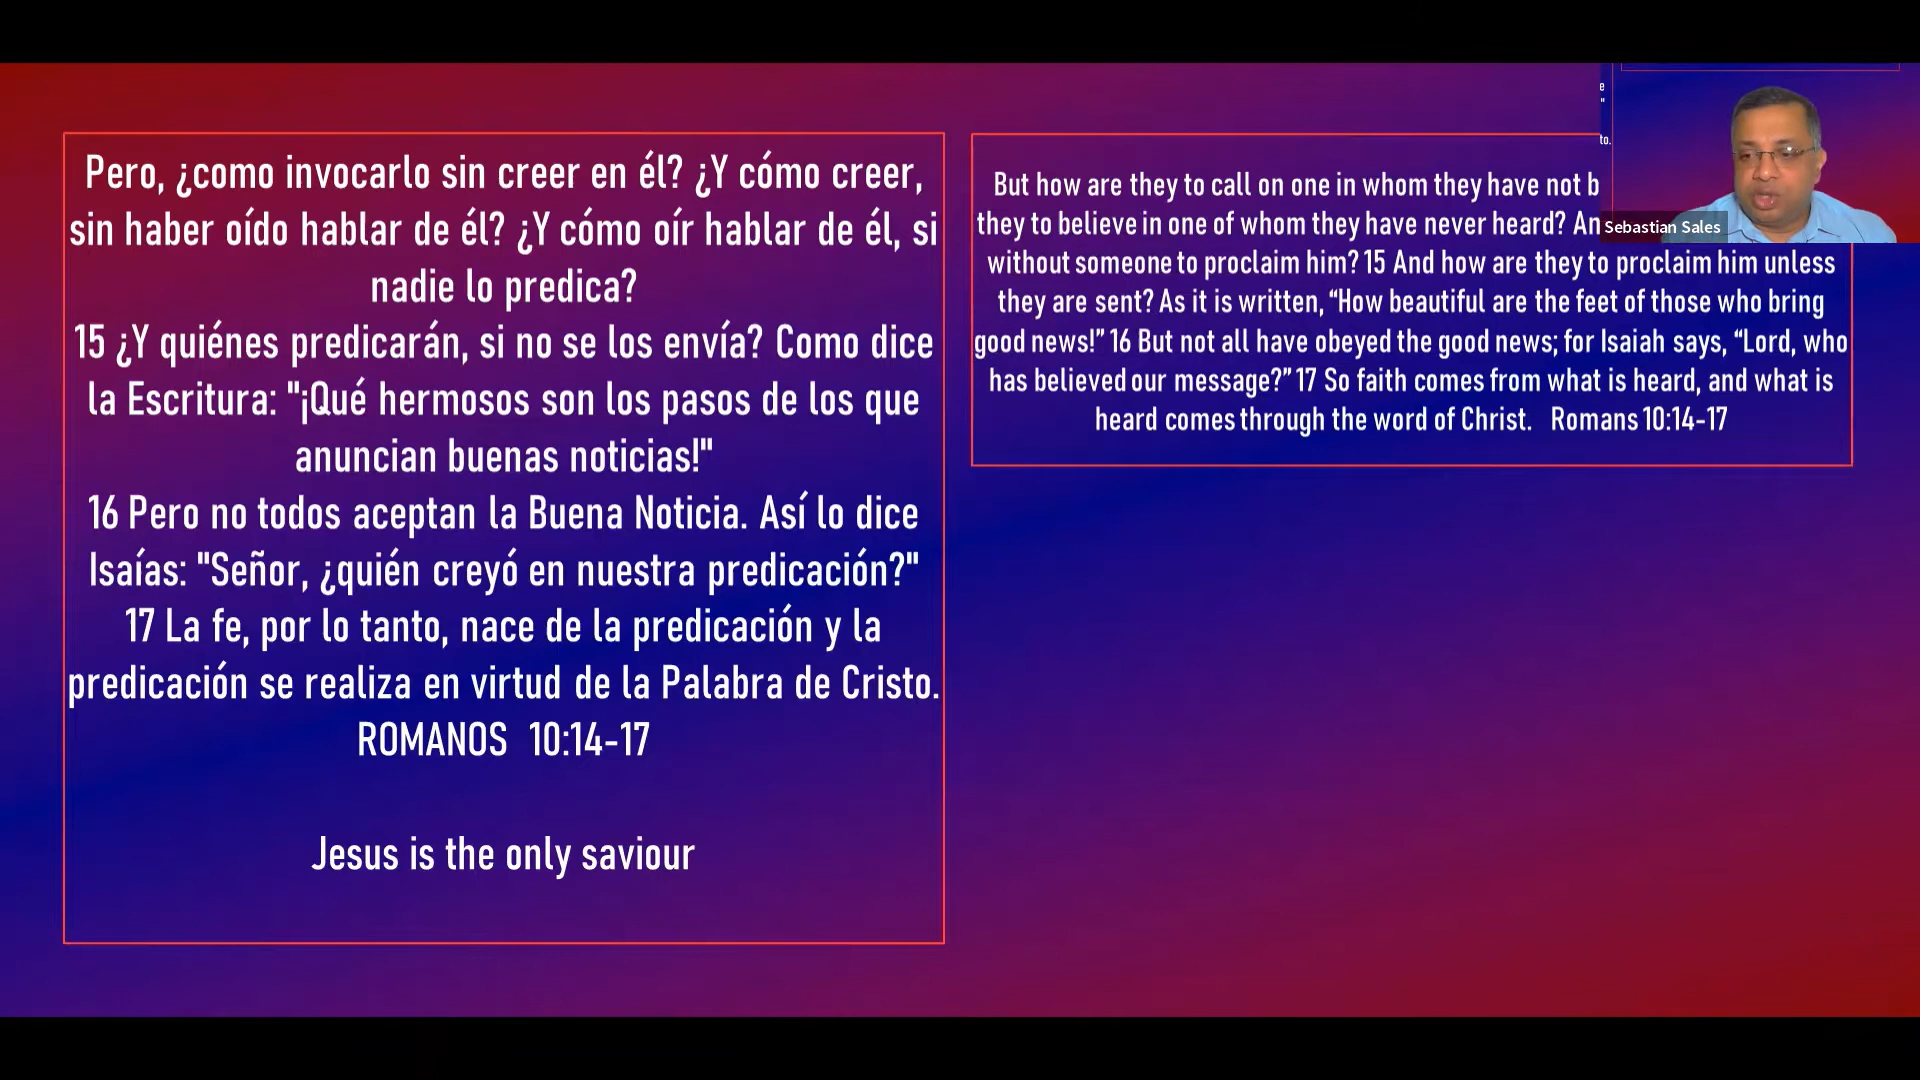 Pero, ¿como invocarlo sin creer en él? ¿Y cómo creer,
sin haber oído hablar de él? ¿Y cómo oír hablar de él, si
nadie lo predica?
15 ¿Y quiénes predicarán, si no se los envía? Como dice
la Escritura: "¡Qué hermosos son los pasos de los que
anuncian buenas noticias!"
16 Pero no todos aceptan la Buena Noticia. Así lo dice
Isaías: "Señor, ¿quién creyó en nuestra predicación?"
17 La fe, por lo tanto, nace de la predicación y la
predicación se realiza en virtud de la Palabra de Cristo.
ROMANOS 10:14-17
Jesus is the only saviour
But how are they to call on one in whom they have not
they to believe in one of whom they have never heard?
without someone to proclaim him? 15 And how are they to proclaim him unless
they are sent? As it is written, “How beautiful are the feet of those who bring
good news!” 16 But not all have obeyed the good news; for Isaiah says, “Lord, who
has believed our message?” 17 So faith comes from what is heard, and what is
heard comes through the word of Christ. Romans 10:14-17
Sebastian Sales